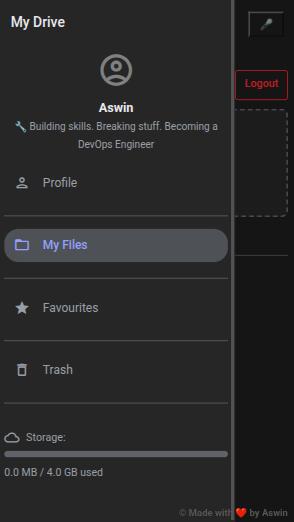 My Drive
Logout
Aswin
🔧 Building skills. Breaking stuff. Becoming a
DevOps Engineer
Profile
My Files
Favourites
Trash
Storage:
0.0 MB / 4.0 GB used
© Made with ❤️ by Aswin